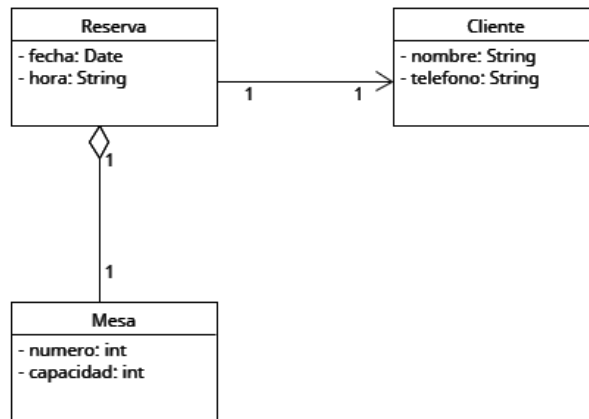 Reserva
- fecha: Date
- hora: String
Cliente
- nombre: String
- telefono: String
1
1
1
1
Mesa
- numero: int
- capacidad: int